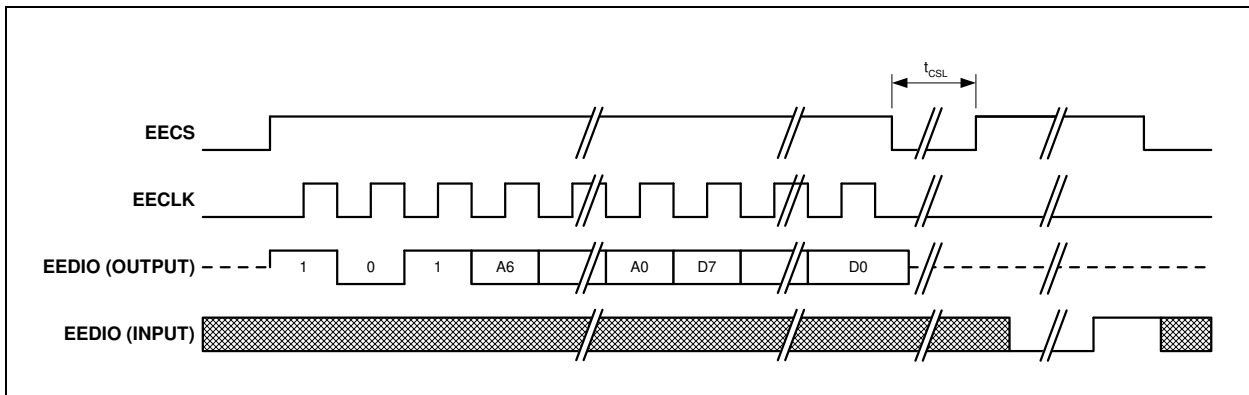 tCSL
EECS
EECLK
EEDIO (OUTPUT) 1 0 1 A6 A0 D7 D0
EEDIO (INPUT)